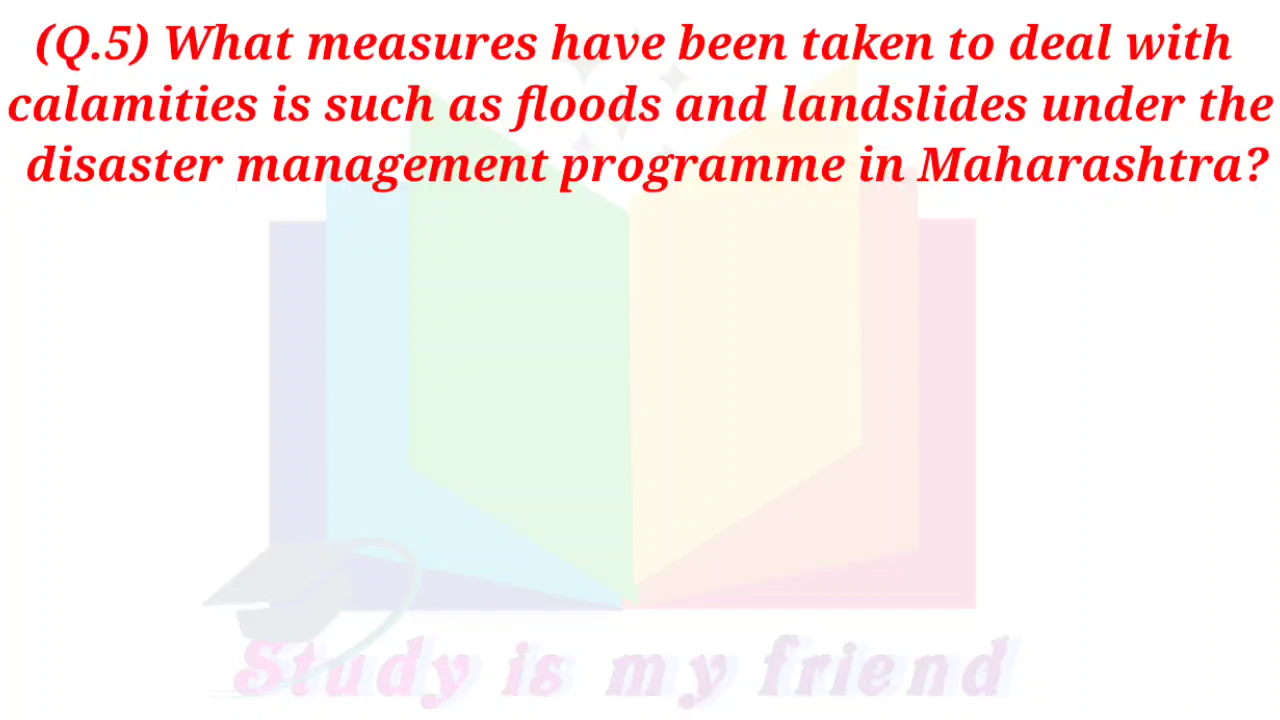 (Q.5) What measures have been taken to deal with
calamities is such as floods and landslides under the
disaster management programme in Maharashtra?
Study is my friend